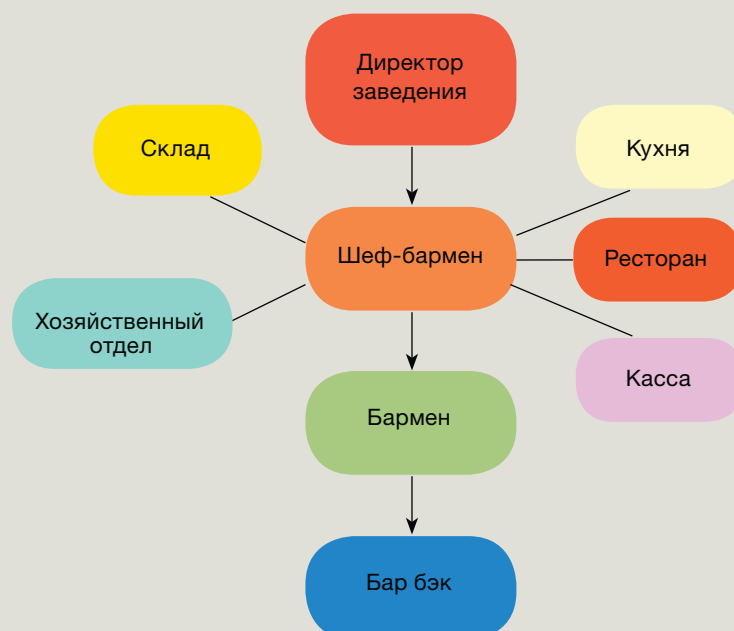 Директор
заведения
Склад
Кухня
Шеф-бармен
Ресторан
Хозяйственный
отдел
Касса
Бармен
Бар бэк